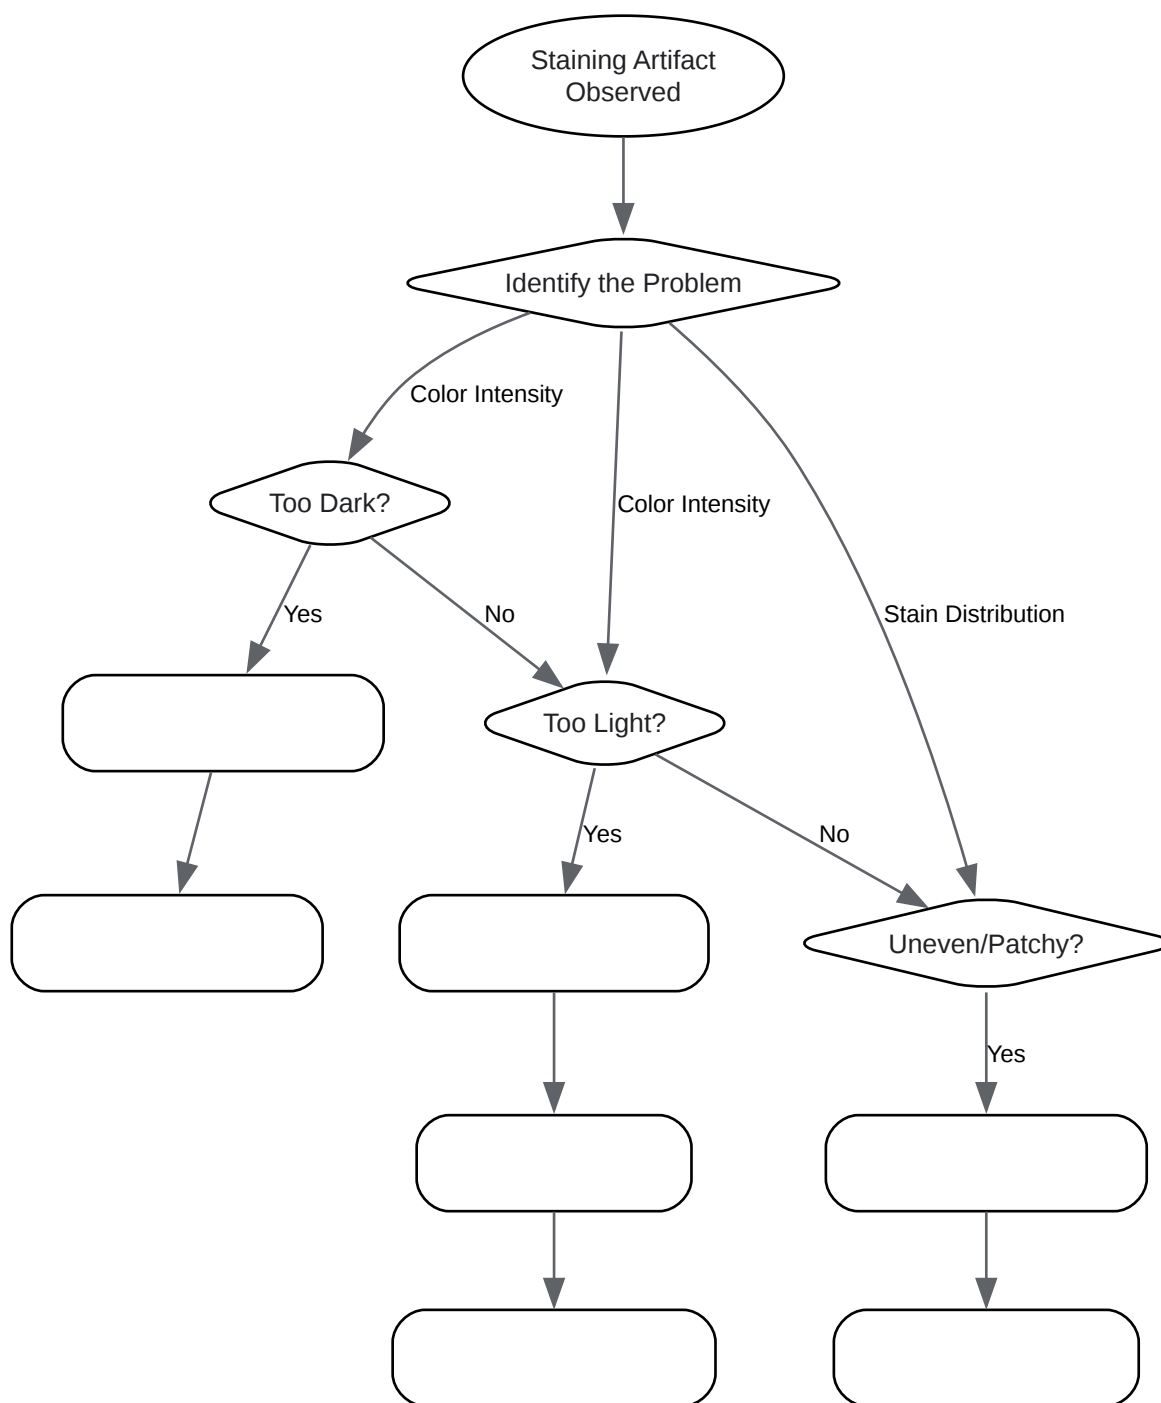 Staining Artifact
Observed
Identify the Problem
Color Intensity
Too Dark?
Color Intensity
Yes
No
Stain Distribution
Too Light?
Yes
No
Uneven/Patchy?
Yes